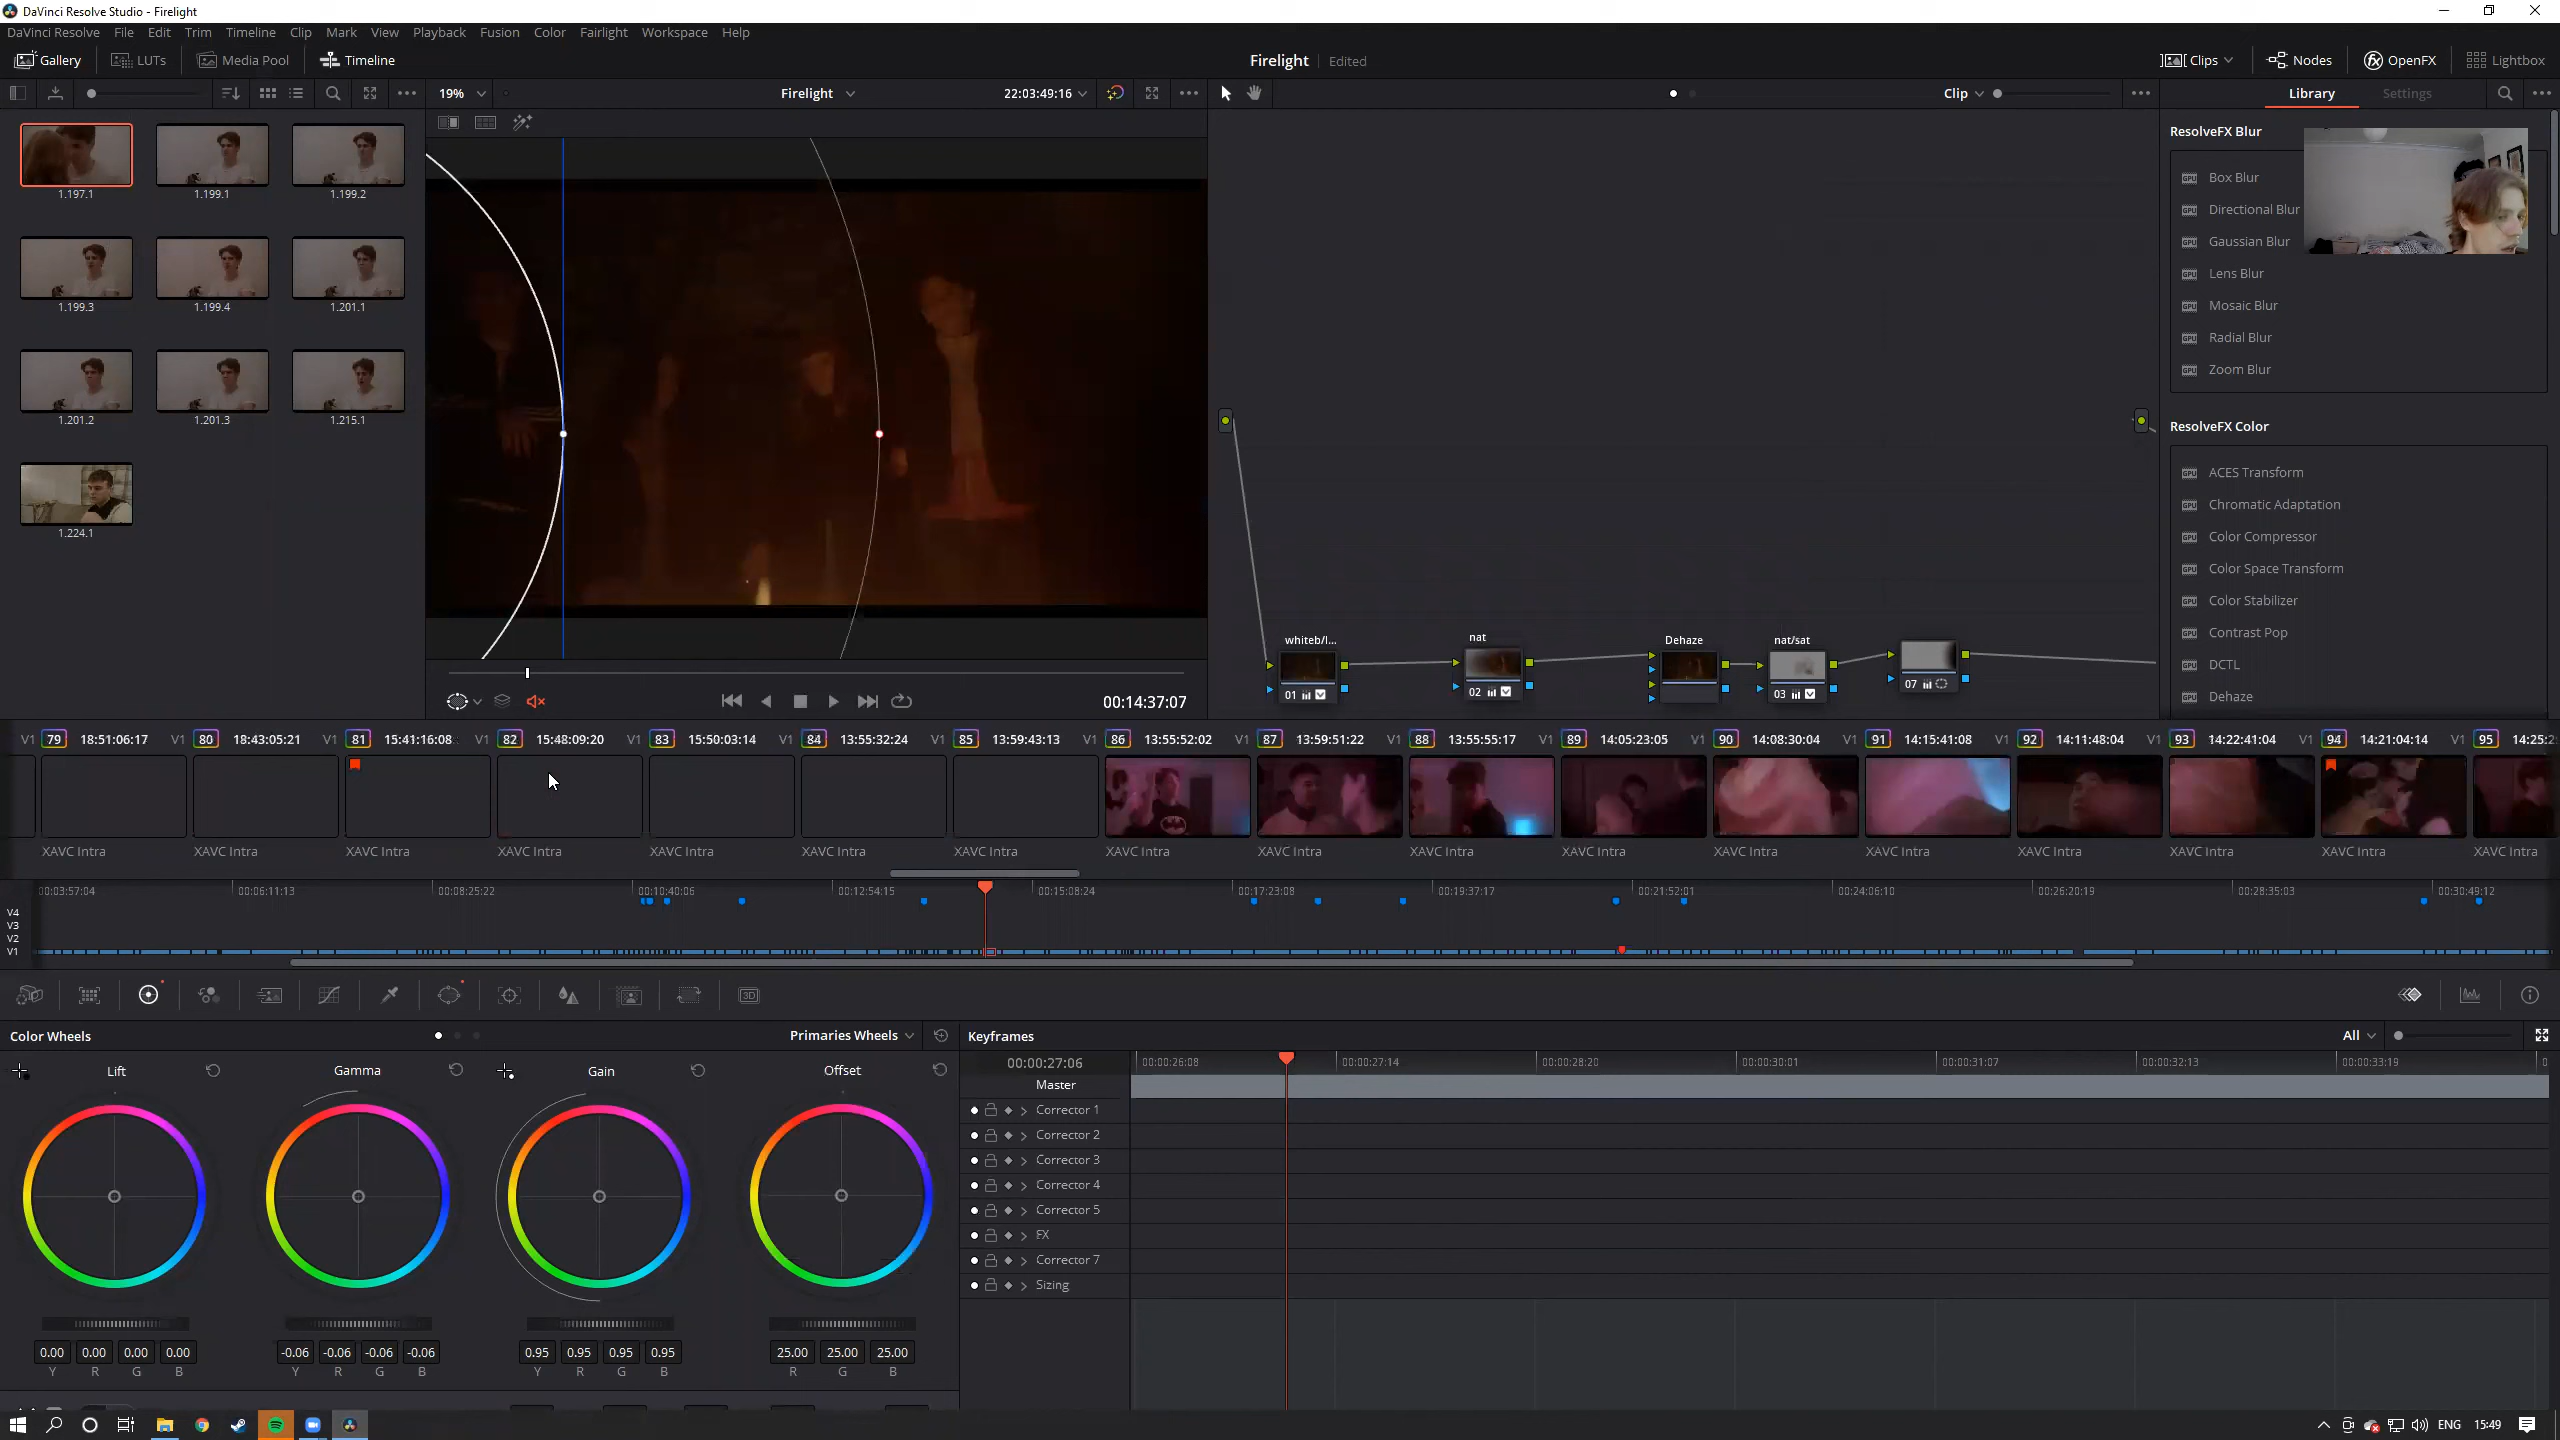 DaVinci Resolve Studio - Firelight
DaVinci Resolve File Edit Trim Timeline Clip Mark View Playback Fusion Color Fairlight Workspace Help
Gallery LUTs Media Pool Timeline Firelight Edited Clips Nodes OpenFX Lightbox
19% Firelight 22:03:49:16 Clip Library Settings
ResolveFX Blur
Box Blur
Directional Blur
Gaussian Blur
Lens Blur
Mosaic Blur
Radial Blur
Zoom Blur
ResolveFX Color
ACES Transform
Chromatic Adaptation
Color Compressor
Color Space Transform
Color Stabilizer
Contrast Pop
DCTL
Dehaze
1.197.1 1.199.1 1.199.2
1.199.3 1.199.4 1.201.1
1.201.2 1.201.3 1.215.1
1.224.1
whiteb/l... nat Dehaze nat/sat
01 02 03 07
00:14:37:07
V1 79 18:51:06:17 V1 80 18:43:05:21 V1 81 15:41:16:08 V1 82 15:48:09:20 V1 83 15:50:03:14 V1 84 13:55:32:24 V1 85 13:59:43:13 V1 86 13:55:52:02 V1 87 13:59:51:22 V1 88 13:55:55:17 V1 89 14:05:23:05 V1 90 14:08:30:04 V1 91 14:15:41:08 V1 92 14:11:48:04 V1 93 14:22:41:04 V1 94 14:21:04:14 V1 95 14:25:2
XAVC Intra XAVC Intra XAVC Intra XAVC Intra XAVC Intra XAVC Intra XAVC Intra XAVC Intra XAVC Intra XAVC Intra XAVC Intra XAVC Intra XAVC Intra XAVC Intra XAVC Intra XAVC Intra XAVC Intra
00:03:57:04 00:06:11:13 00:08:25:22 00:10:40:06 00:12:54:15 00:15:08:24 00:17:23:08 00:19:37:17 00:21:52:01 00:24:06:10 00:26:20:19 00:28:35:03 00:30:49:12
V4
V3
V2
V1
3D
Color Wheels Primaries Wheels Keyframes All
Lift Gamma Gain Offset
00:00:27:06 00:00:26:08 00:00:27:14 00:00:28:20 00:00:30:01 00:00:31:07 00:00:32:13 00:00:33:19
Master
Corrector 1
Corrector 2
Corrector 3
Corrector 4
Corrector 5
FX
Corrector 7
Sizing
0.00 0.00 0.00 0.00 -0.06 -0.06 -0.06 -0.06 0.95 0.95 0.95 0.95 25.00 25.00 25.00
Y R G B Y R G B Y R G B R G B
ENG 15:49